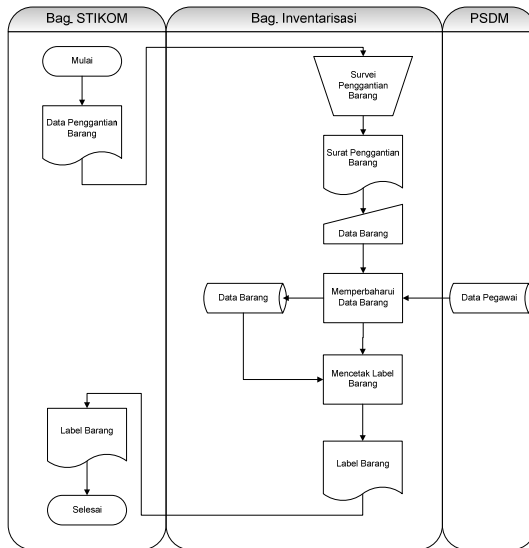 Bag. STIKOM
Bag. Inventarisasi
PSDM
Mulai
Data Penggantian
Barang
Survei
Penggantian
Barang
Surat Penggantian
Barang
Data Barang
Data Barang
Memperbaharui
Data Barang
Data Pegawai
Mencetak Label
Barang
Label Barang
Label Barang
Selesai